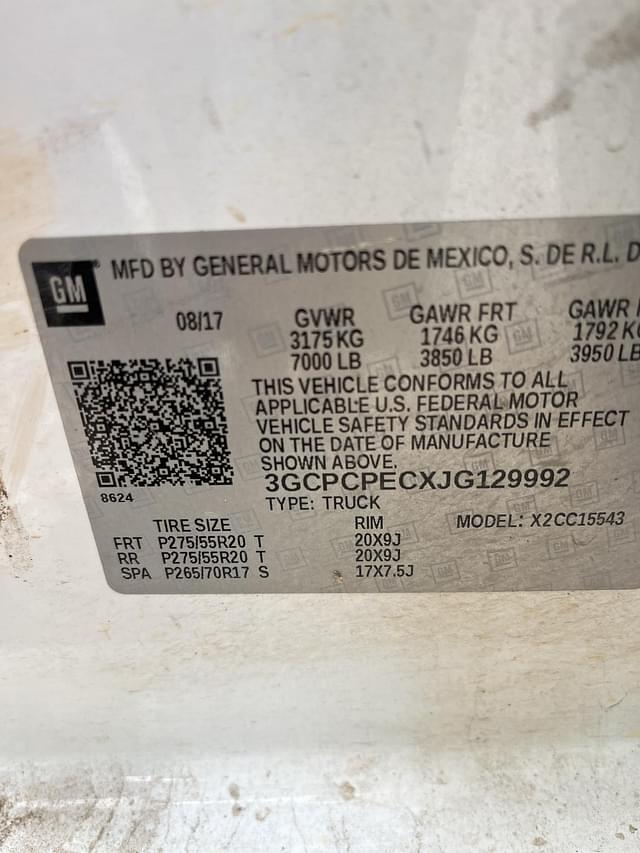 GM
MFD BY GENERAL MOTORS DE MEXICO, S. DE R.L. D
08/17 GVWR GAWR FRT GAWR
3175 KG 1746 KG 1792 KG
7000 LB 3850 LB 3950 LB
THIS VEHICLE CONFORMS TO ALL
APPLICABLE U.S. FEDERAL MOTOR
VEHICLE SAFETY STANDARDS IN EFFECT
ON THE DATE OF MANUFACTURE
SHOWN ABOVE.
3GCPCPECXJG129992
8624
TYPE: TRUCK
TIRE SIZE RIM MODEL: X2CC15543
FRT P275/55R20 T 20X9J
RR P275/55R20 T 20X9J
SPA P265/70R17 S 17X7.5J